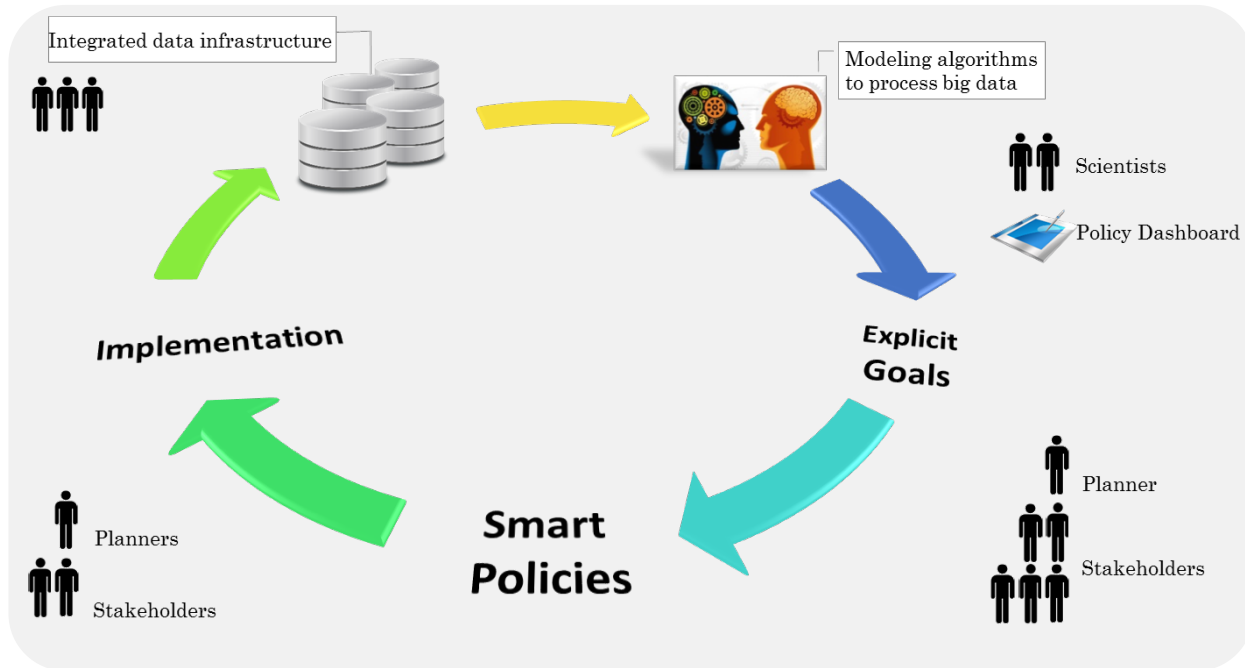 Integrated data infrastructure
Modeling algorithms
to process big data
Scientists
Policy Dashboard
Implementation
Explicit
Goals
Planner
Smart
Policies
Planners
Stakeholders
Stakeholders